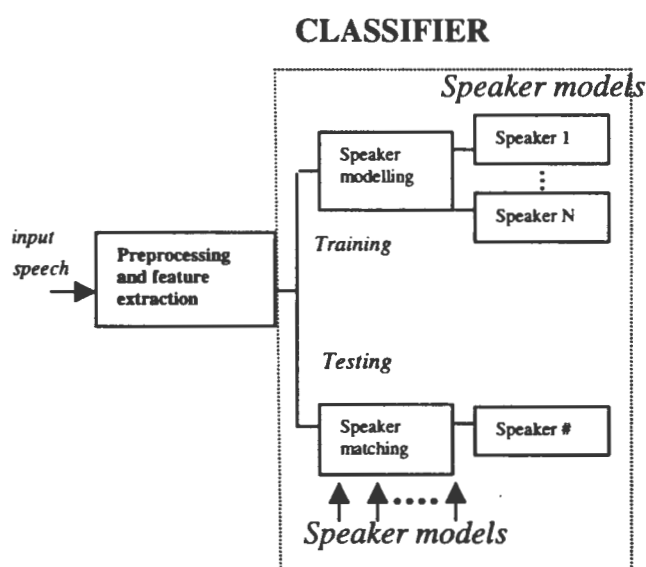 CLASSIFIER
Speaker models
Speaker
modelling
Speaker 1
Speaker N
Training
input
speech
Preprocessing
and feature
extraction
Testing
Speaker
matching
Speaker #
Speaker models